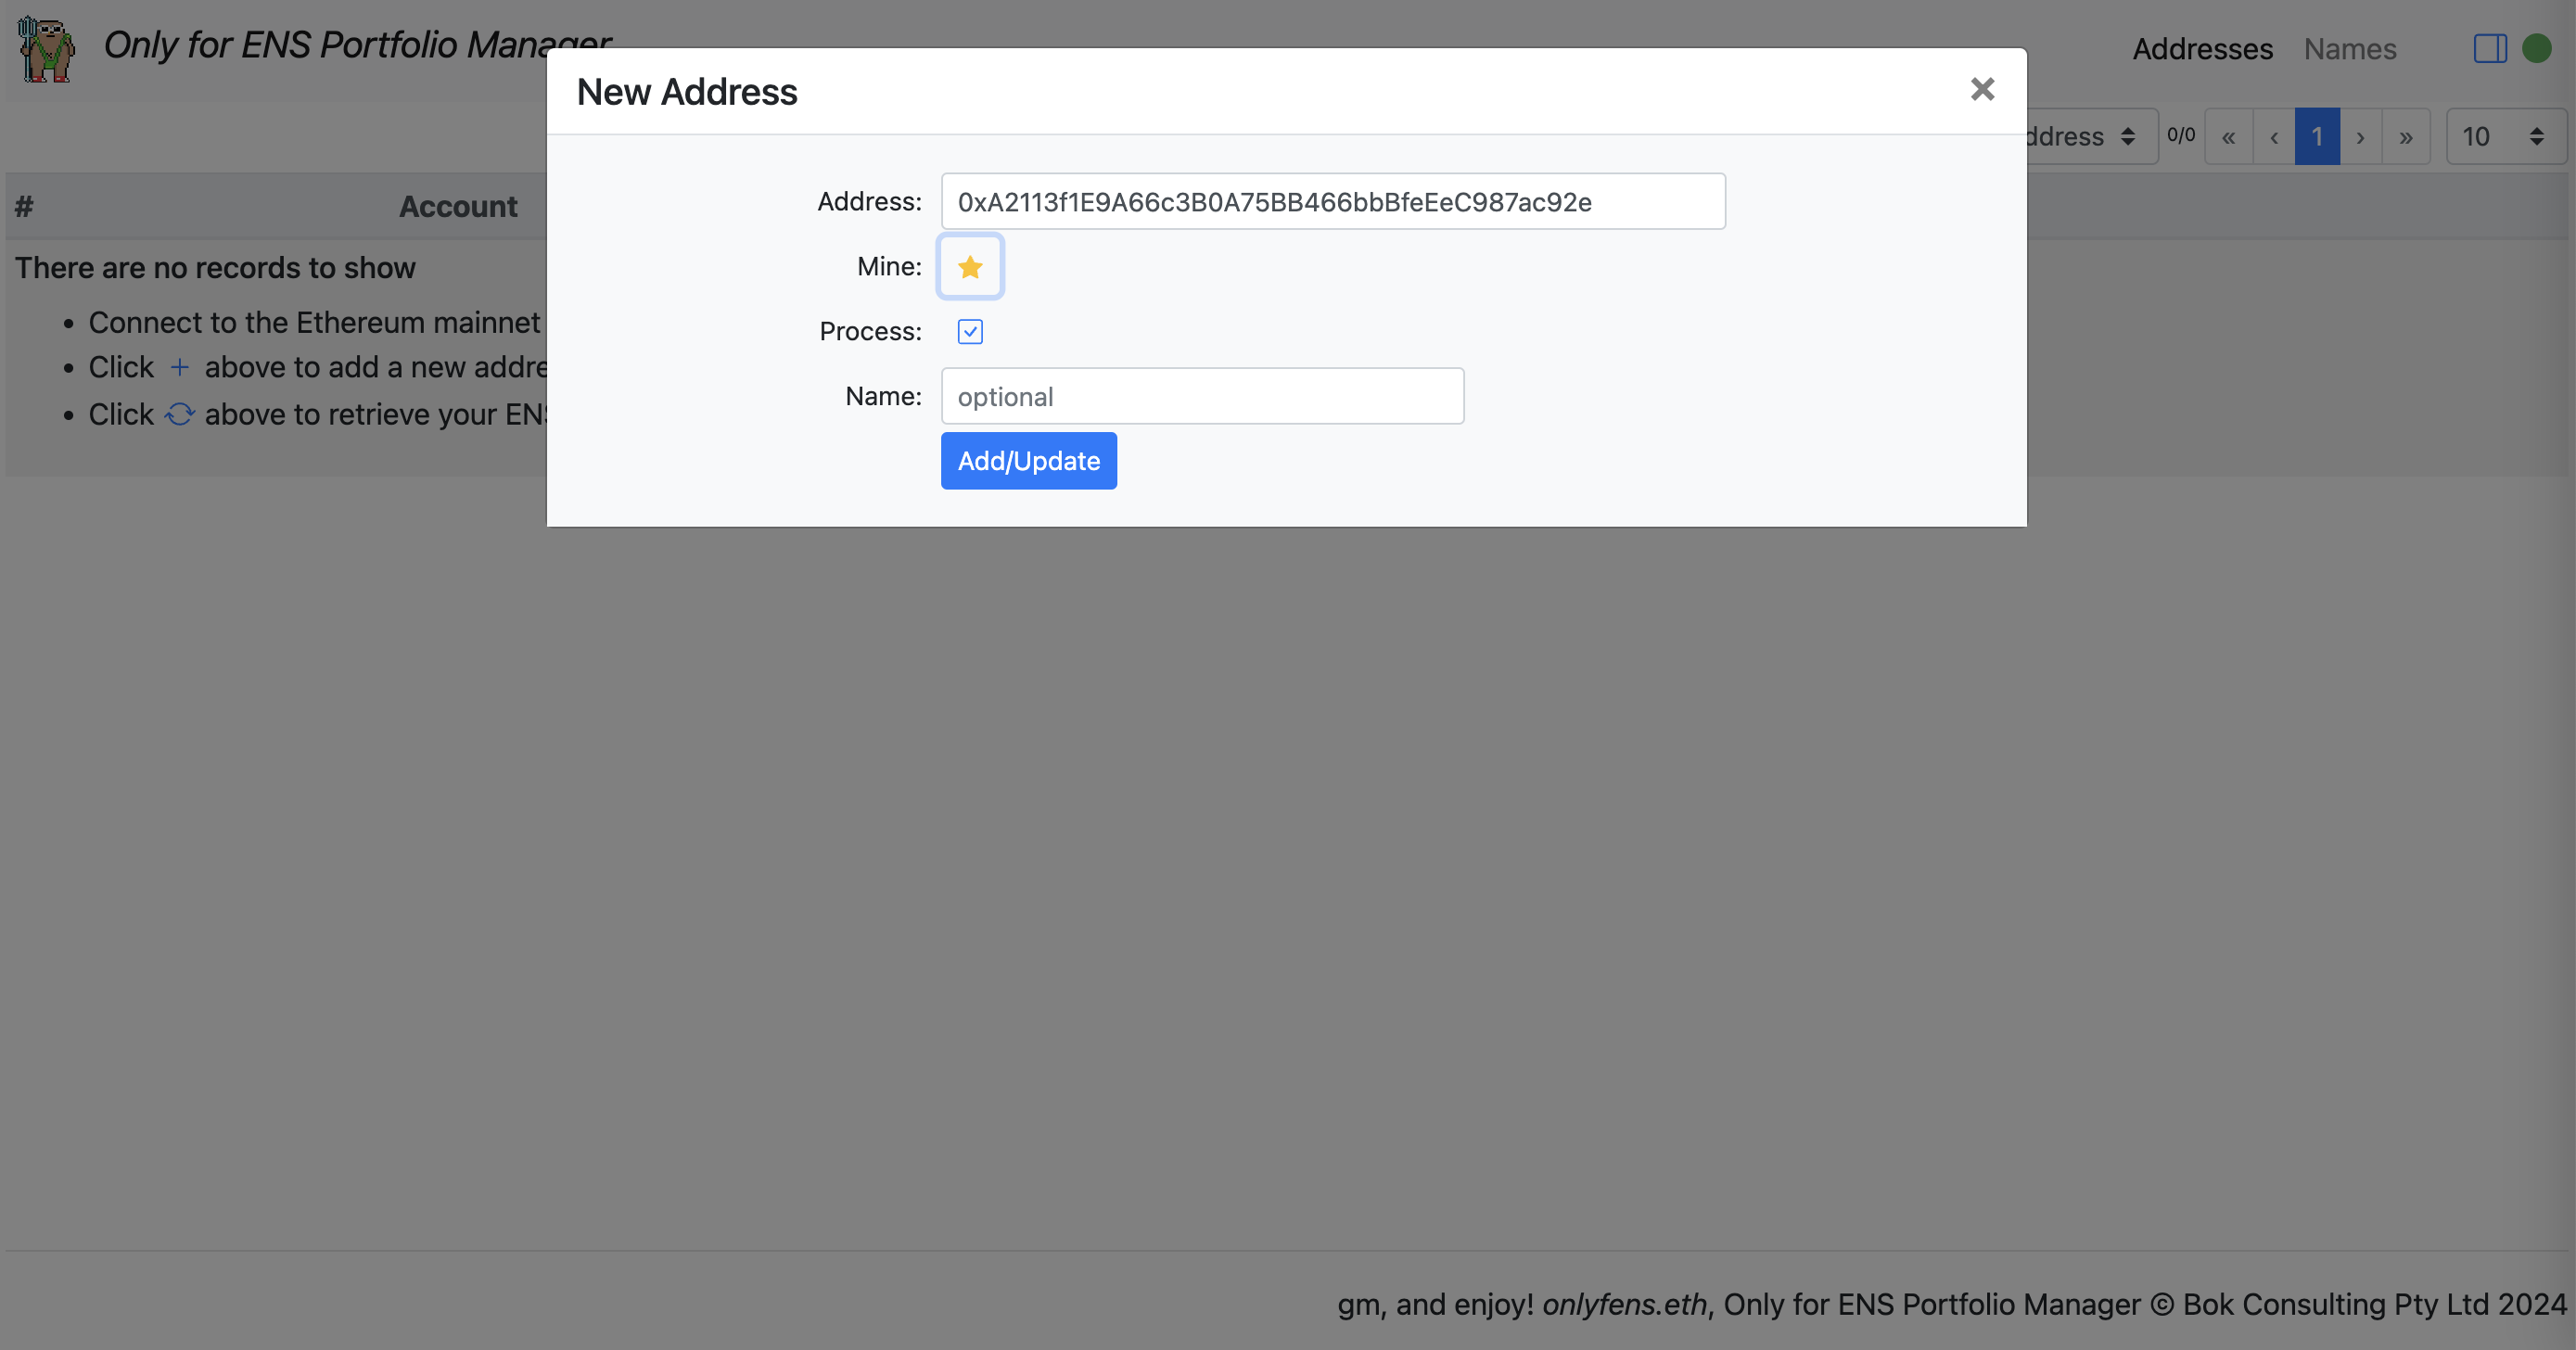 Only for ENS Portfolio Manager
Addresses Names
New Address
ddress 0/0 « ‹ 1 › » 10
# Account
Address: 0xA2113f1E9A66c3B0A75BB466bbBfeEeC987ac92e
Mine:
There are no records to show
Process:
Connect to the Ethereum mainnet
Click + above to add a new addre
Name: optional
Click above to retrieve your ENS
Add/Update
gm, and enjoy! onlyfens.eth, Only for ENS Portfolio Manager © Bok Consulting Pty Ltd 2024